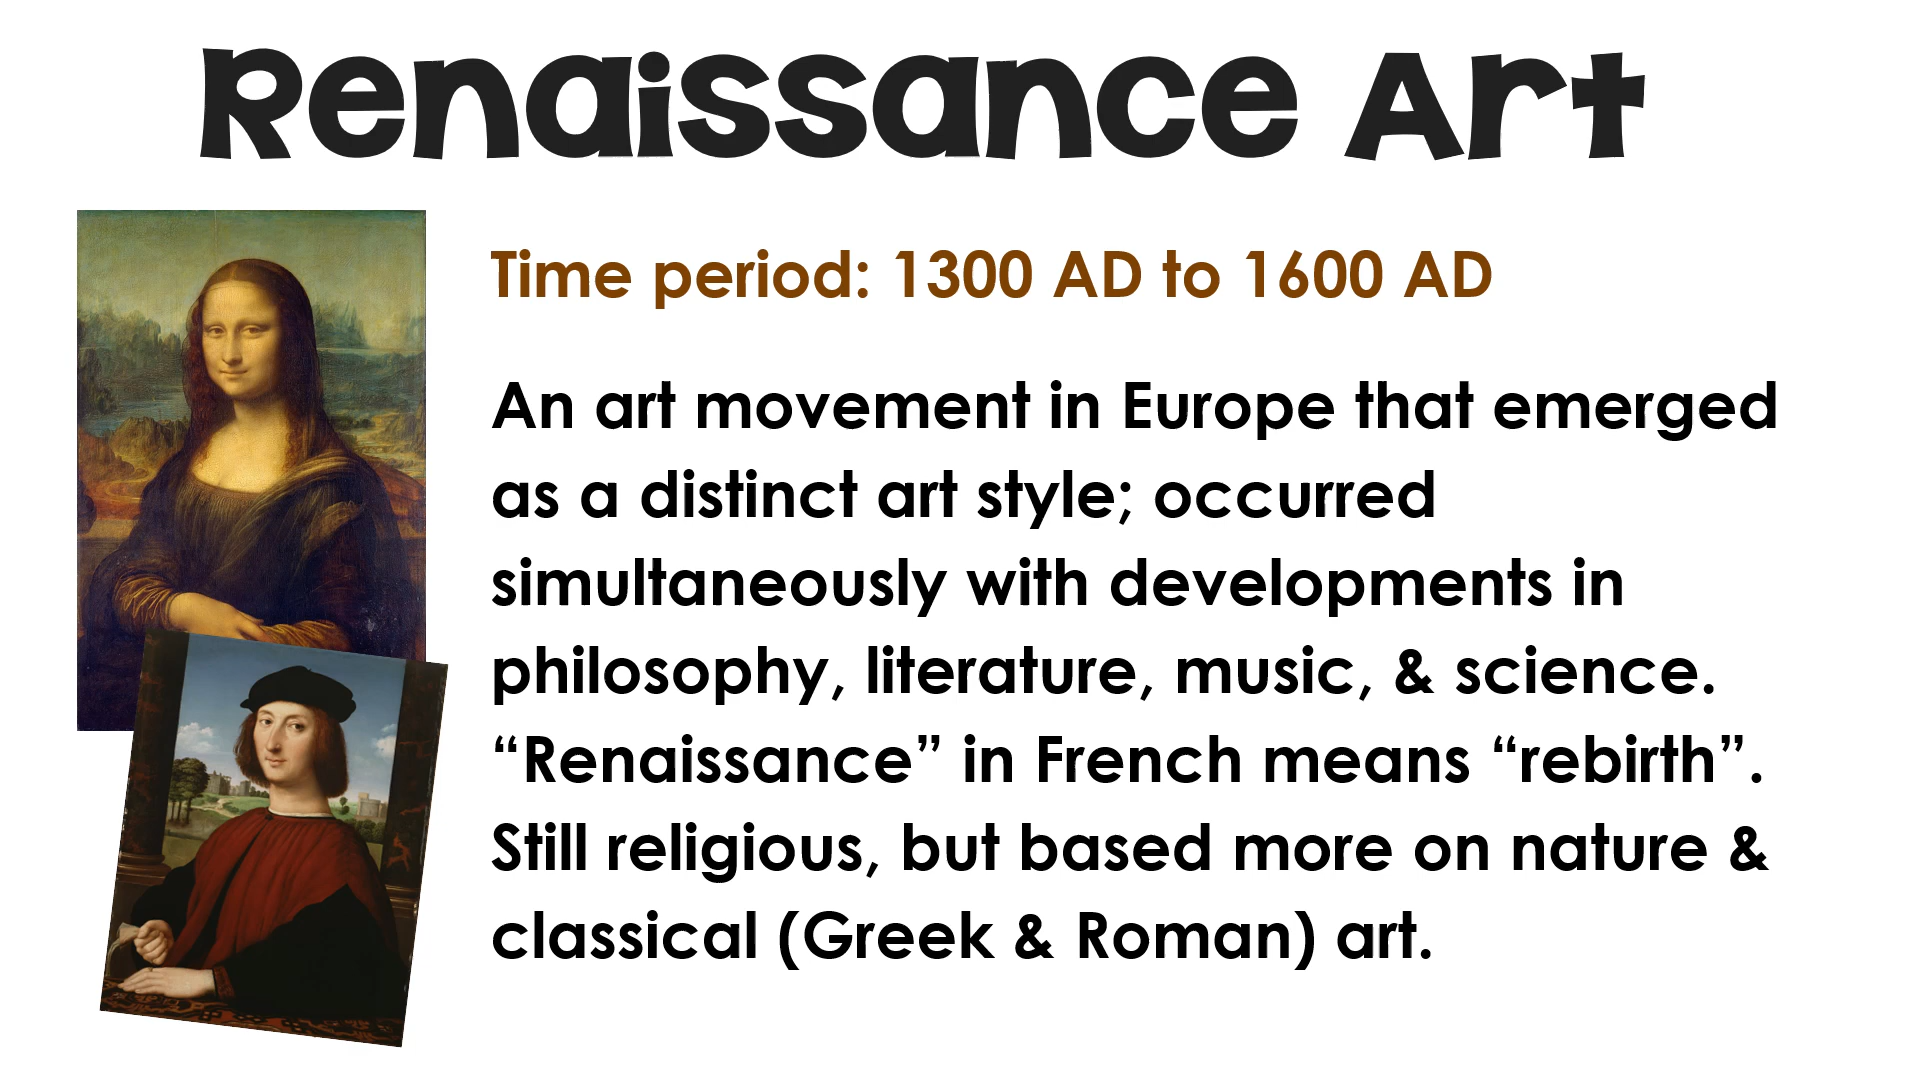 Renaissance Art
Time period: 1300 AD to 1600 AD
An art movement in Europe that emerged
as a distinct art style; occurred
simultaneously with developments in
philosophy, literature, music, & science.
“Renaissance” in French means “rebirth”.
Still religious, but based more on nature &
classical (Greek & Roman) art.